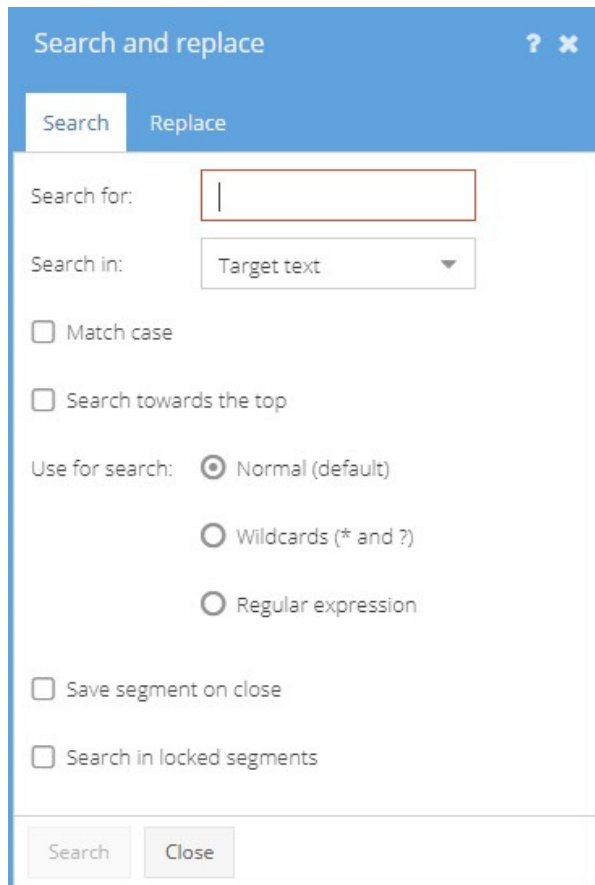 Search and replace ?
Search Replace
Search for:
Search in: Target text
Match case
Search towards the top
Use for search: Normal (default)
Wildcards (* and ?)
Regular expression
Save segment on close
Search in locked segments
Search Close